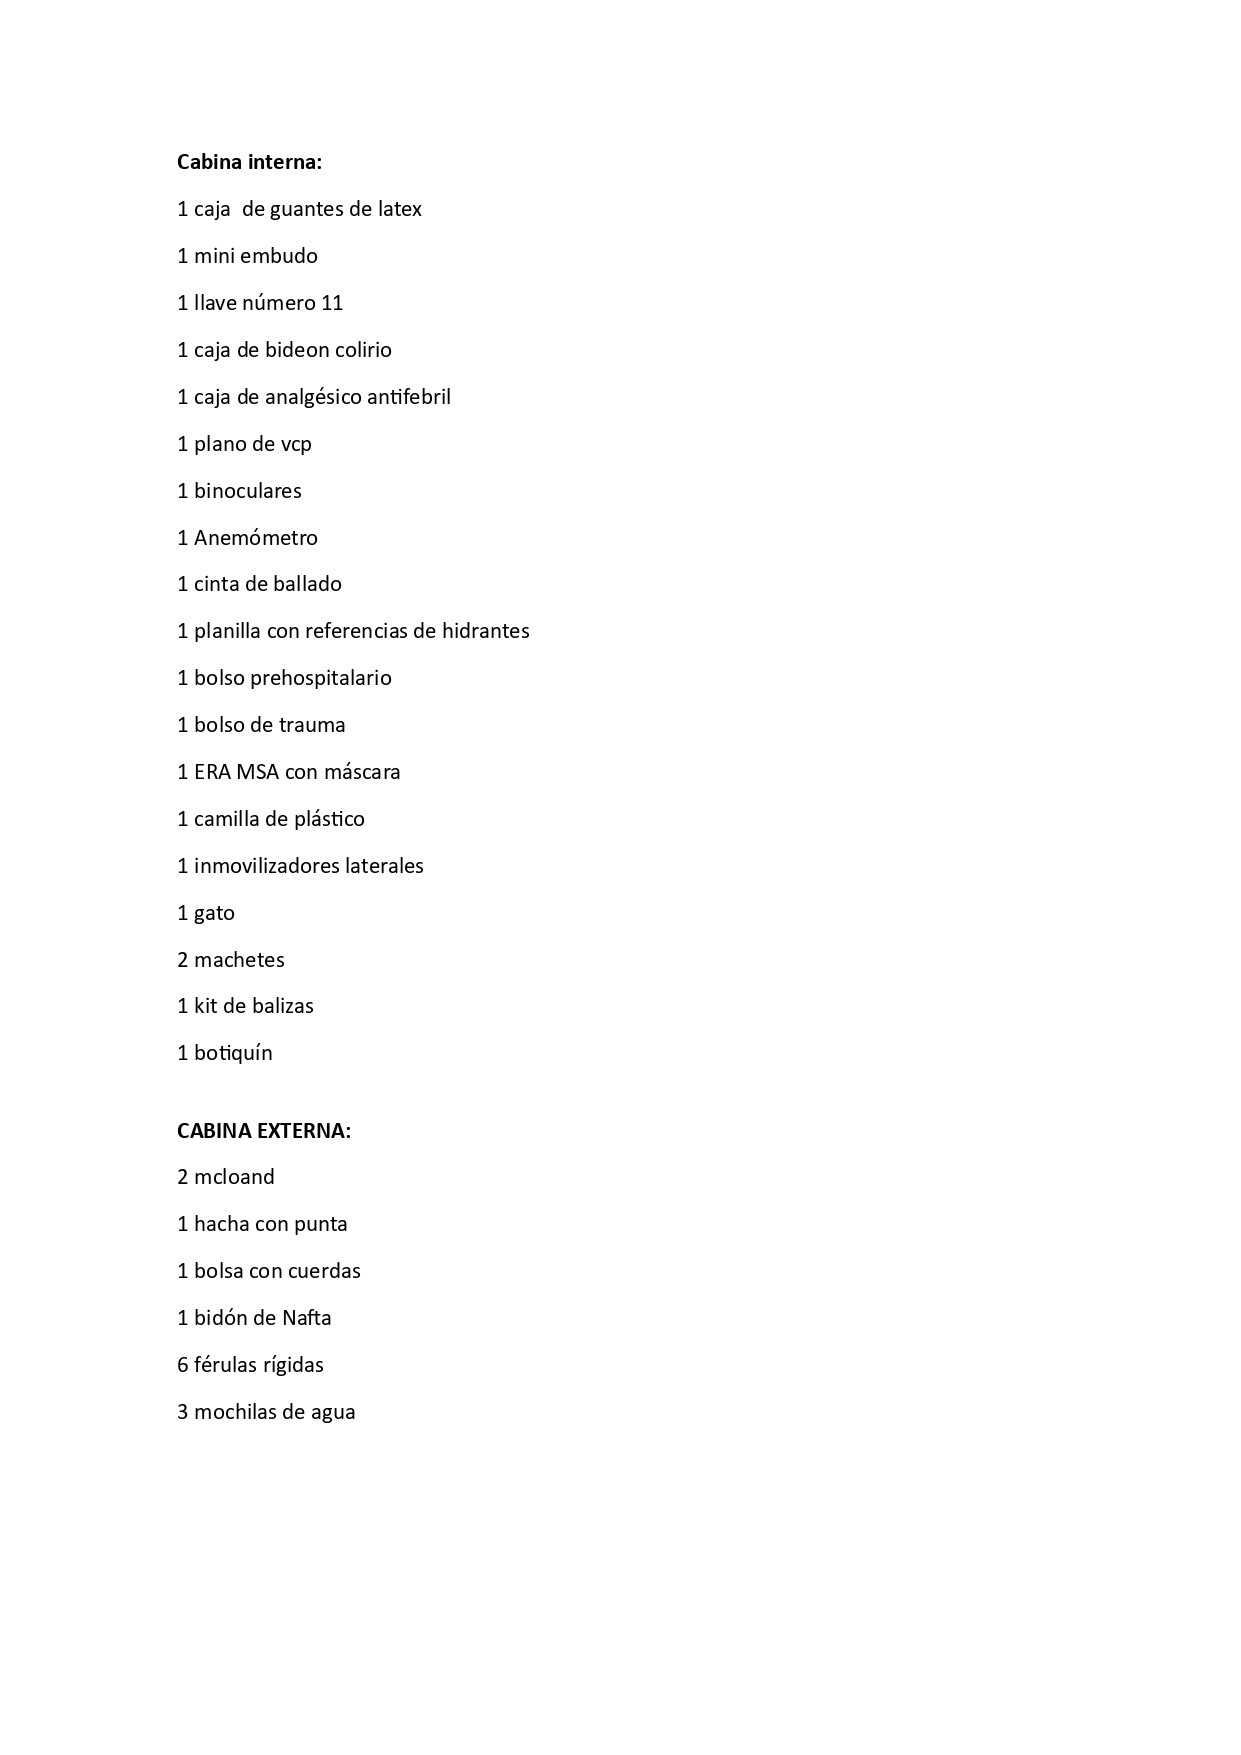 Cabina interna:
1 caja  de guantes de latex
1 mini embudo
1 llave número 11
1 caja de bideon colirio
1 caja de analgésico antifebril
1 plano de vcp
1 binoculares
1 Anemómetro
1 cinta de ballado
1 planilla con referencias de hidrantes
1 bolso prehospitalario
1 bolso de trauma
1 ERA MSA con máscara
1 camilla de plástico
1 inmovilizadores laterales
1 gato
2 machetes
1 kit de balizas
1 botiquín
CABINA EXTERNA:
2 mcloand
1 hacha con punta
1 bolsa con cuerdas
1 bidón de Nafta
6 férulas rígidas
3 mochilas de agua